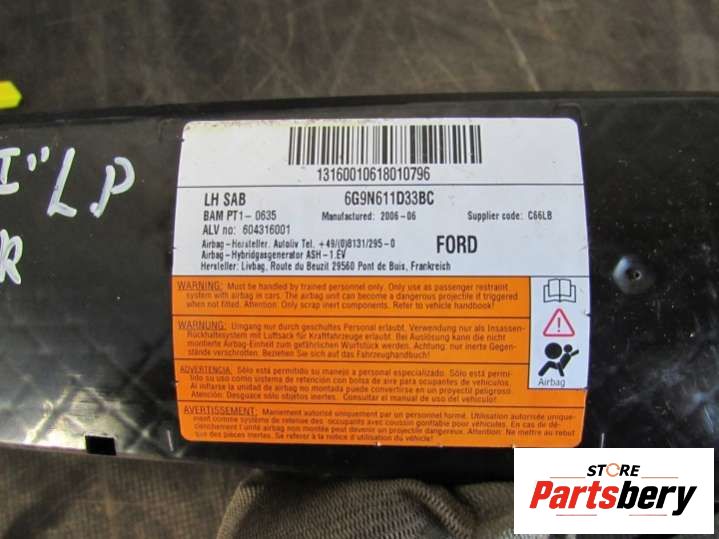 I" L.P
R
13160010618010796
LH SAB
6G9N611D33BC
BAM PT1- 0635
Manufactured: 2006-06
Supplier code: C66LB
ALV no: 604316001
Airbag-Hersteller. Autoliv Tel. +49/(0)8131/295-0
FORD
Airbag-Hybridgasgenerator ASH-1.EV
Hersteller: Livbag, Route du Beuzil 29560 Pont de Buis, Frankreich
WARNING: Must be handled by trained personnel only. Only use as passenger restraint
system with airbag in cars. The airbag unit can become a dangerous projectile if triggered
when not fitted. Attention: Only scrap inert components. Refer to vehicle handbook!
WARNUNG: Umgang nur durch geschultes Personal erlaubt. Verwendung nur als Insassen-
Rückhaltesystem mit Luftsack für Kraftfahrzeuge erlaubt. Auslösung kann die nicht
montierte Airbag-Einheit zum gefährlichen Wurfstück werden. Achtung: nur inerte Gegen-
stände verschrotten. Beziehen Sie sich auf das Fahrzeughandbuch!
ADVERTENCIA: Sólo está permitido su manejo a personal especializado. Sólo está permiti-
do su uso como sistema de retención con bolsa de aire para ocupantes de vehículos.
Al inflarse la unidad de airbag no montada puede convertirse en un proyectil peligroso.
Atención: Desguace solamente objetos inertes. Consultar el manual de uso del vehículo!
AVERTISSEMENT: Maniement autorisé uniquement par un personnel formé. Utilisation autorisée unique-
ment comme système de retenue des occupants avec coussin gonflable pour véhicules. En cas de dé-
clenchement l'unité airbag non montée peut devenir un projectile dangereux. Attention: Ne mettre au rebut
que des pièces inertes. Se référer à la notice d'utilisation du véhicule!
Airbag
STORE
Partsbery